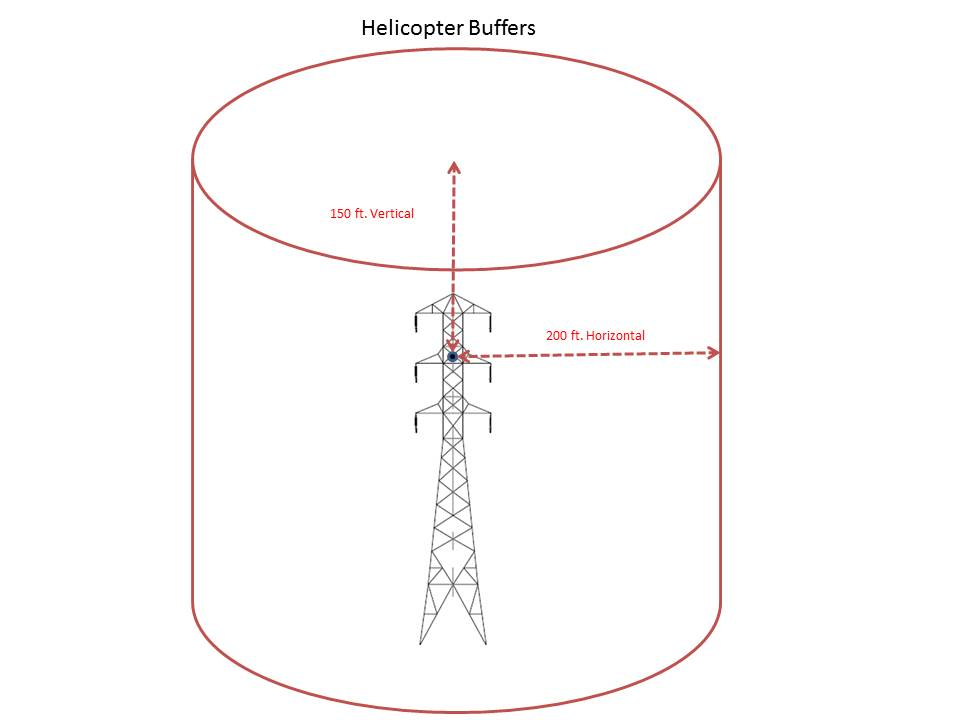 Helicopter Buffers
150 ft. Vertical
200 ft. Horizontal